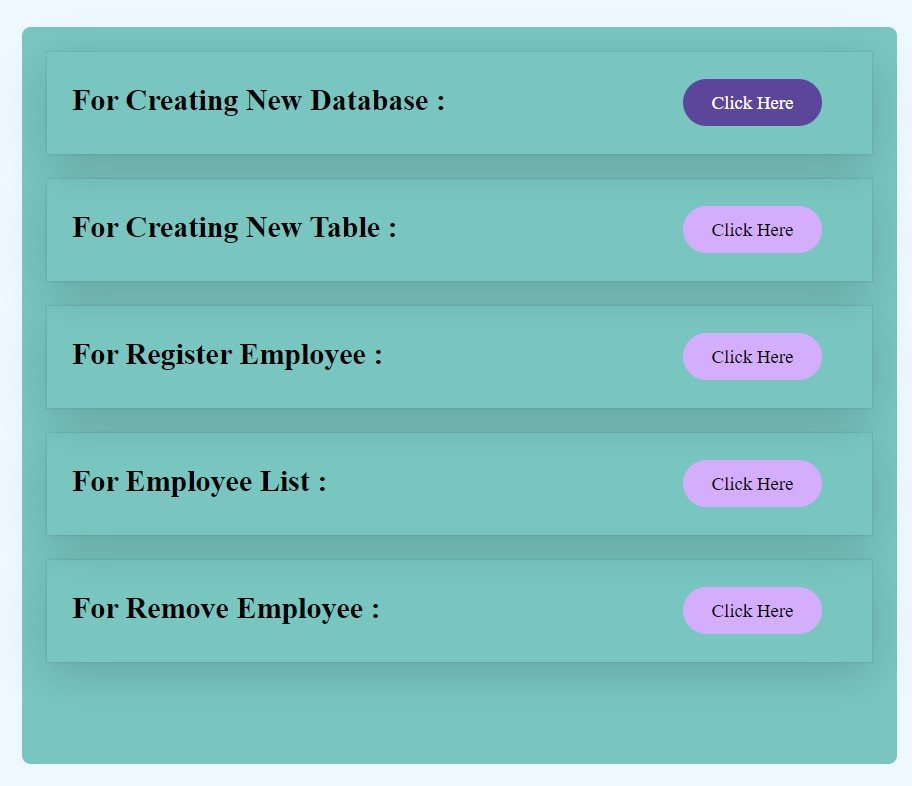 For Creating New Database :
Click Here
For Creating New Table :
Click Here
For Register Employee :
Click Here
For Employee List :
Click Here
For Remove Employee :
Click Here